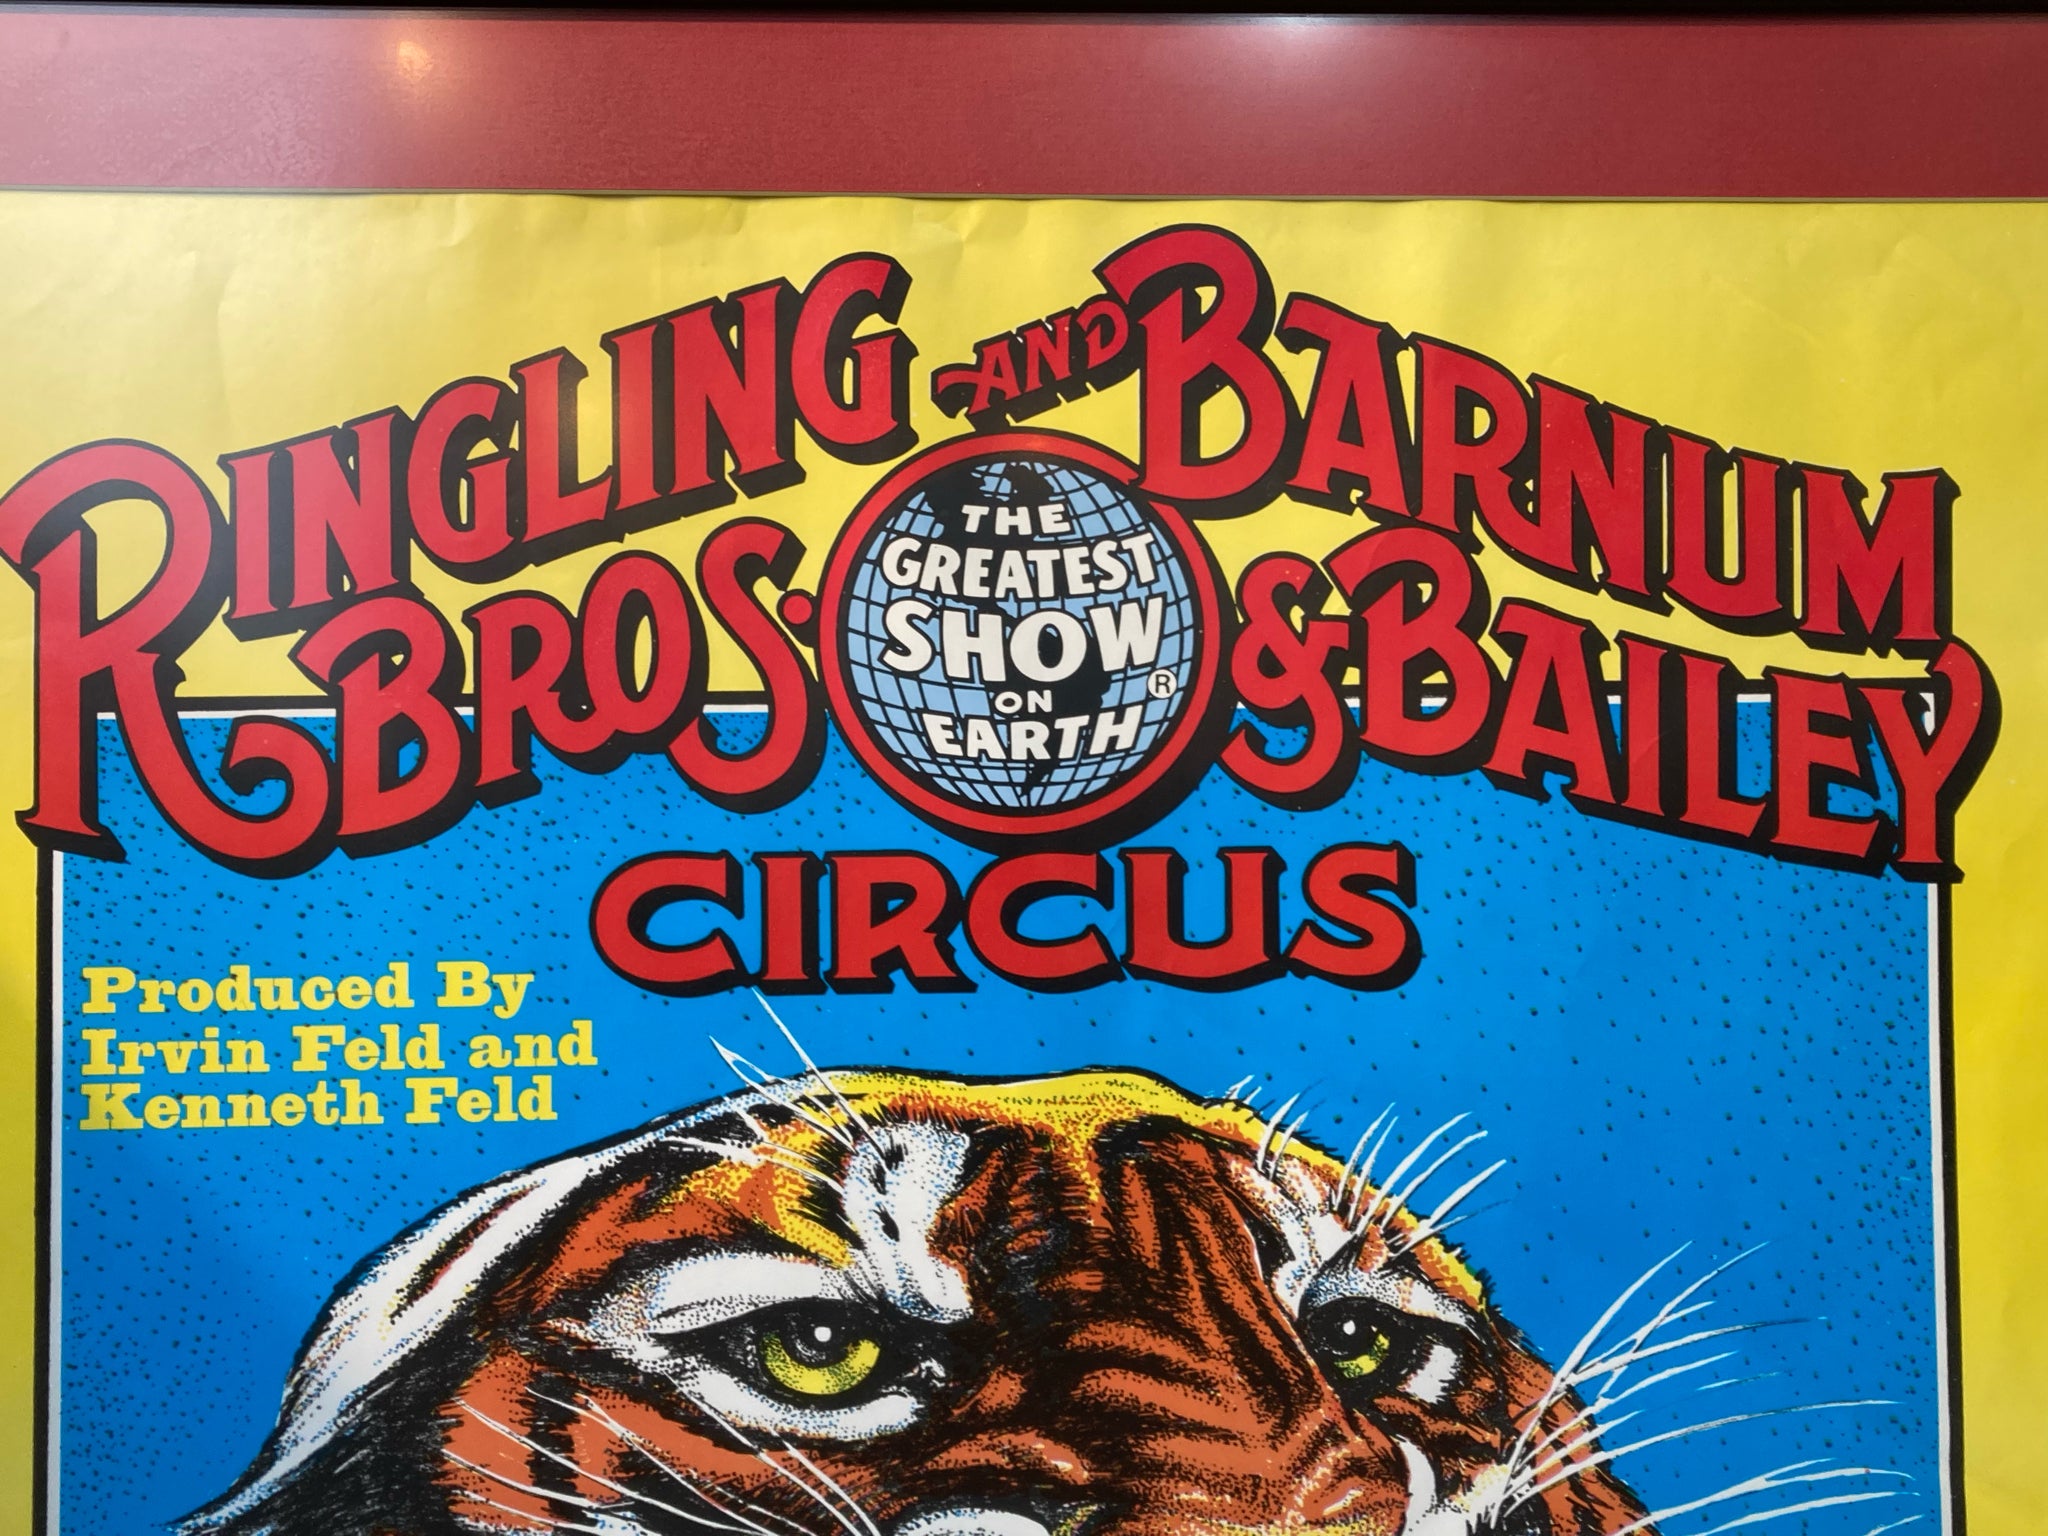 RINGLING AND BARNUM
BROS. & BAILEY
THE
GREATEST
SHOW
ON
EARTH
®
CIRCUS
Produced By
Irvin Feld and
Kenneth Feld